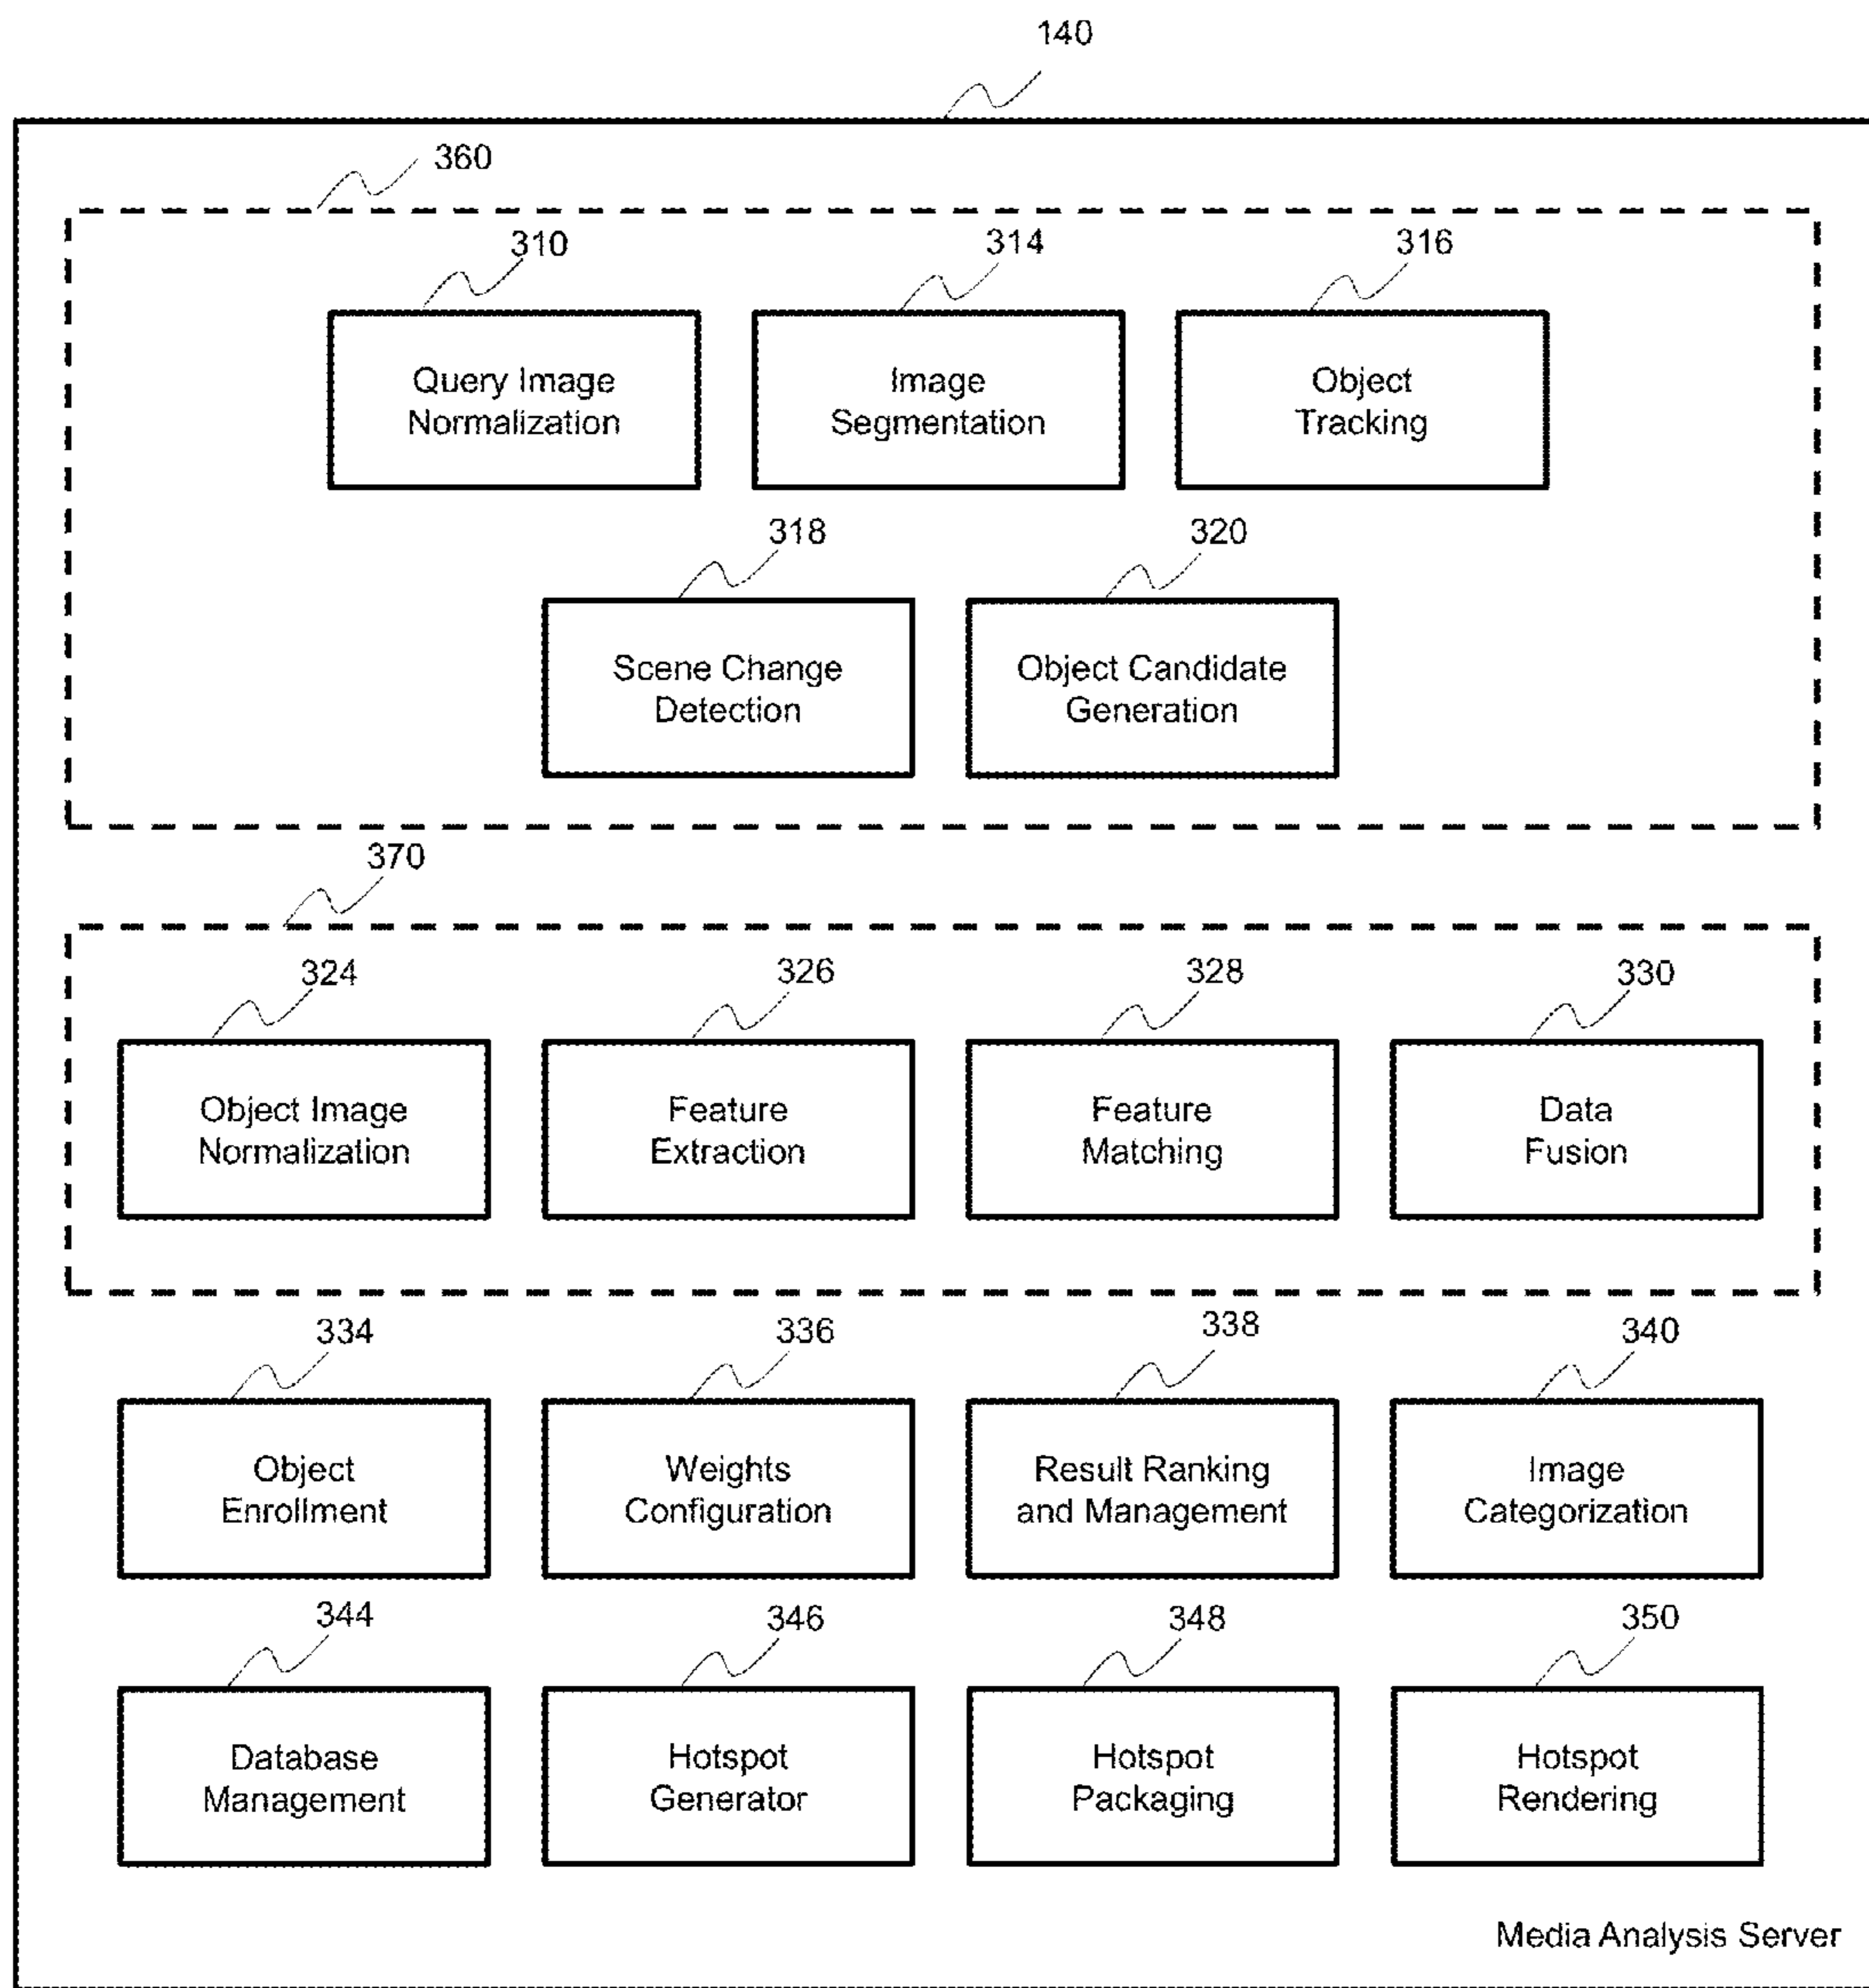 140
360
310
314
316
Query Image
Normalization
Image
Segmentation
Object
Tracking
318
320
Scene Change
Detection
Object Candidate
Generation
370
324
326
328
330
Object Image
Normalization
Feature
Extraction
Feature
Matching
Data
Fusion
334
336
338
340
Object
Enrollment
Weights
Configuration
Result Ranking
and Management
Image
Categorization
344
346
348
350
Database
Management
Hotspot
Generator
Hotspot
Packaging
Hotspot
Rendering
Media Analysis Server